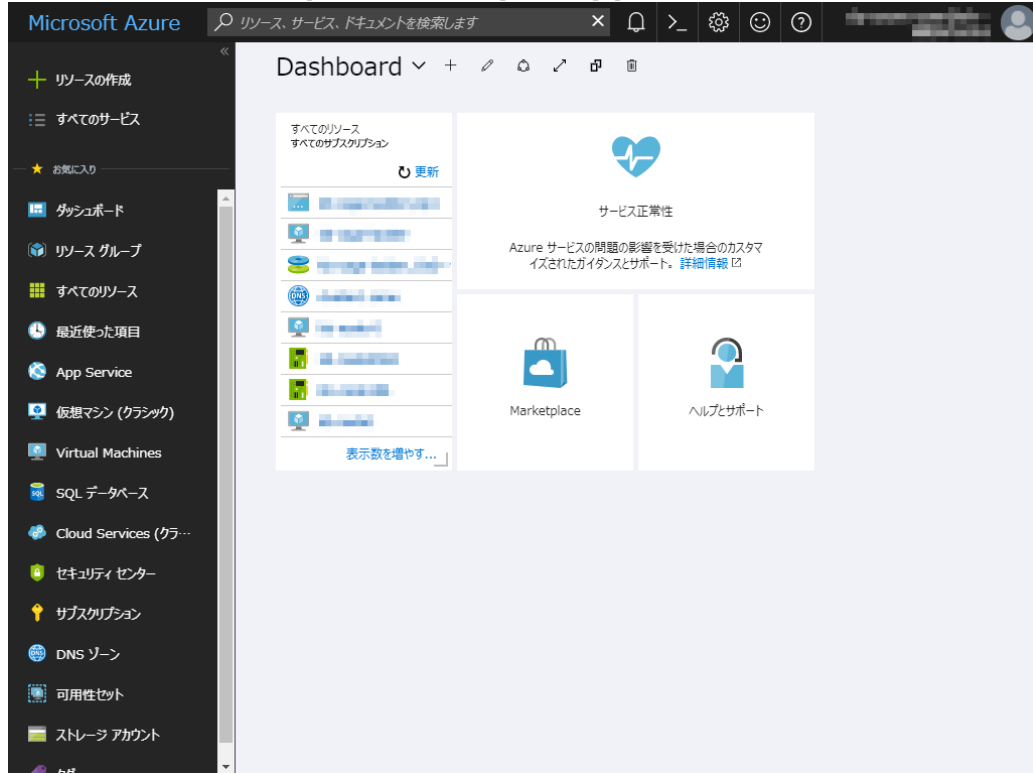 Microsoft Azure
リソース、サービス、ドキュメントを検索します
リソースの作成
すべてのサービス
お気に入り
ダッシュボード
リソース グループ
すべてのリソース
最近使った項目
App Service
仮想マシン (クラシック)
Virtual Machines
SQL データベース
Cloud Services (クラ…
セキュリティ センター
サブスクリプション
DNS ゾーン
可用性セット
ストレージ アカウント
Dashboard
すべてのリソース
すべてのサブスクリプション
更新
表示数を増やす...
サービス正常性
Azure サービスの問題の影響を受けた場合のカスタマ
イズされたガイダンスとサポート。詳細情報
Marketplace
ヘルプとサポート